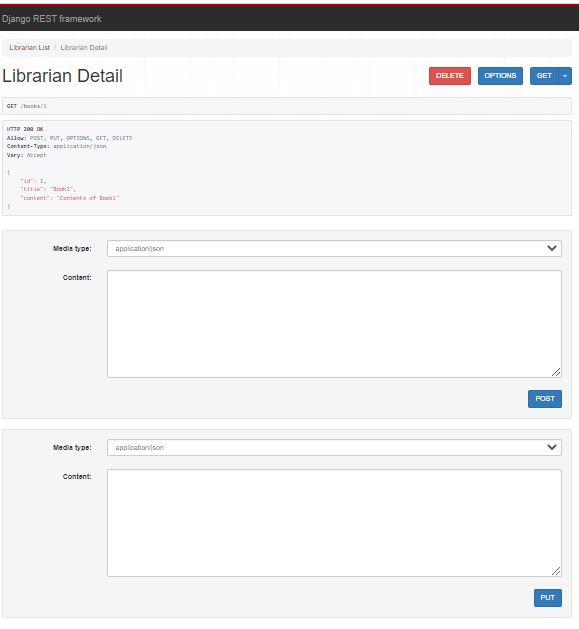 Django REST framework
Librarian List / Librarian Detail
Librarian Detail
DELETE OPTIONS GET
GET /books/1
HTTP 200 OK
Allow: POST, PUT, OPTIONS, GET, DELETE
Content-Type: application/json
Vary: Accept
{
"id": 1,
"title": "Book1",
"content": "Contents of Book1"
}
Media type: application/json
Content:
POST
Media type: application/json
Content:
PUT